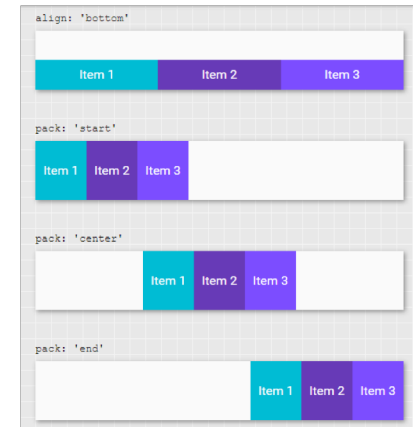 align: 'bottom'
Item 1 Item 2 Item 3
pack: 'start'
Item 1 Item 2 Item 3
pack: 'center'
Item 1 Item 2 Item 3
pack: 'end'
Item 1 Item 2 Item 3